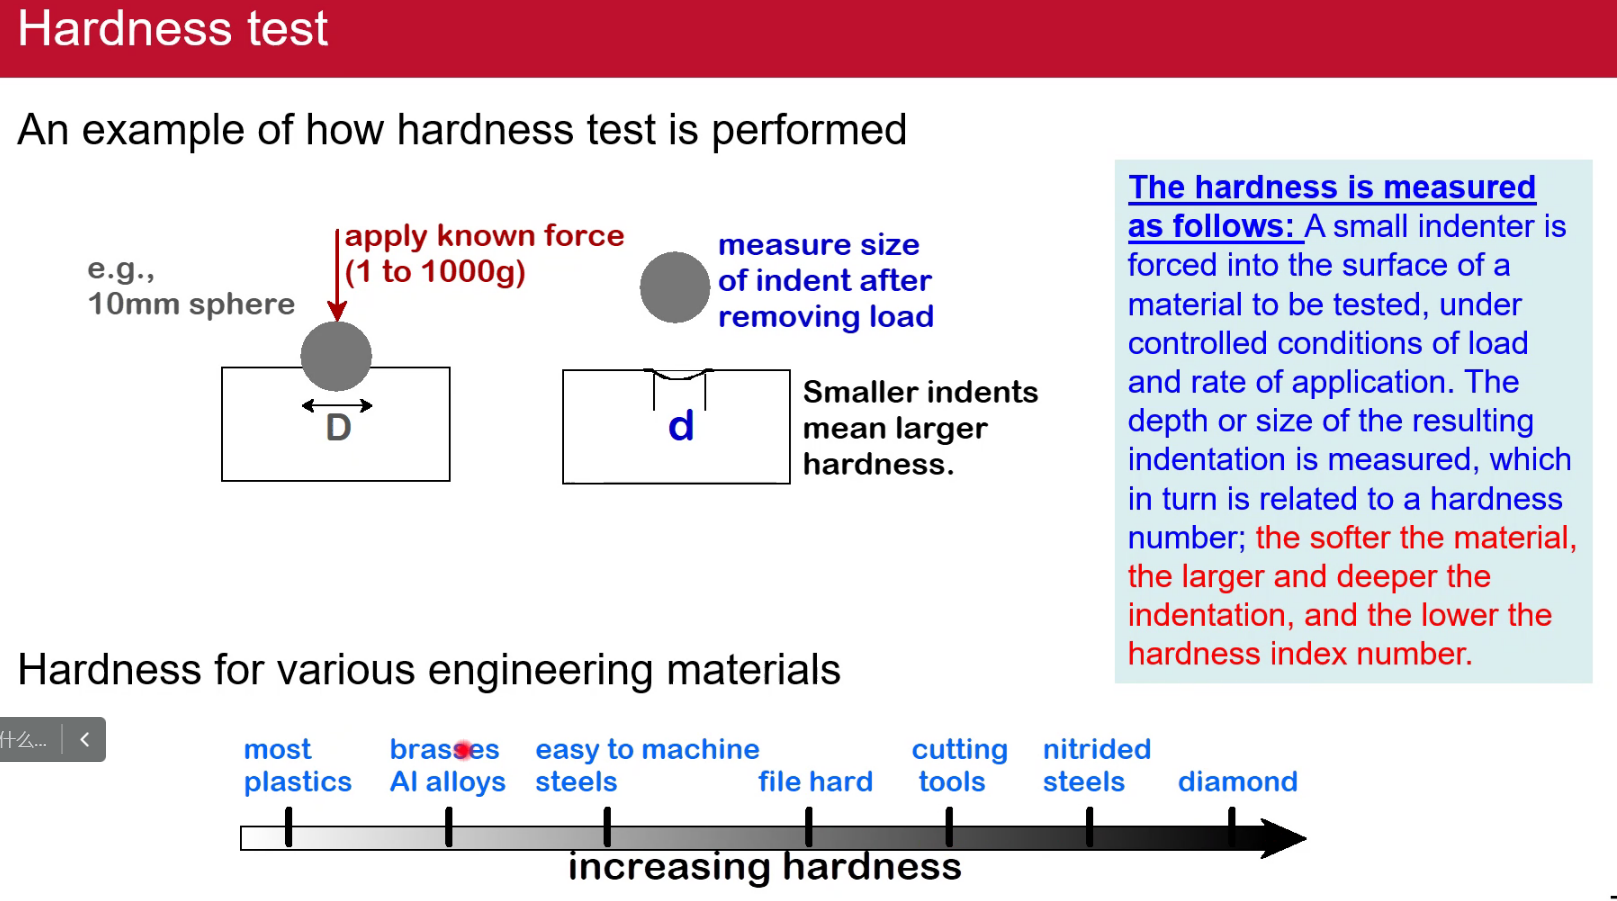 Hardness test
An example of how hardness test is performed
e.g.,
10mm sphere
apply known force
(1 to 1000g)
D
measure size
of indent after
removing load
d
Smaller indents
mean larger
hardness.
The hardness is measured
as follows: A small indenter is
forced into the surface of a
material to be tested, under
controlled conditions of load
and rate of application. The
depth or size of the resulting
indentation is measured, which
in turn is related to a hardness
number; the softer the material,
the larger and deeper the
indentation, and the lower the
hardness index number.
Hardness for various engineering materials
什么...
most
plastics
brasses
Al alloys
easy to machine
steels
file hard
cutting
tools
nitrided
steels
diamond
increasing hardness